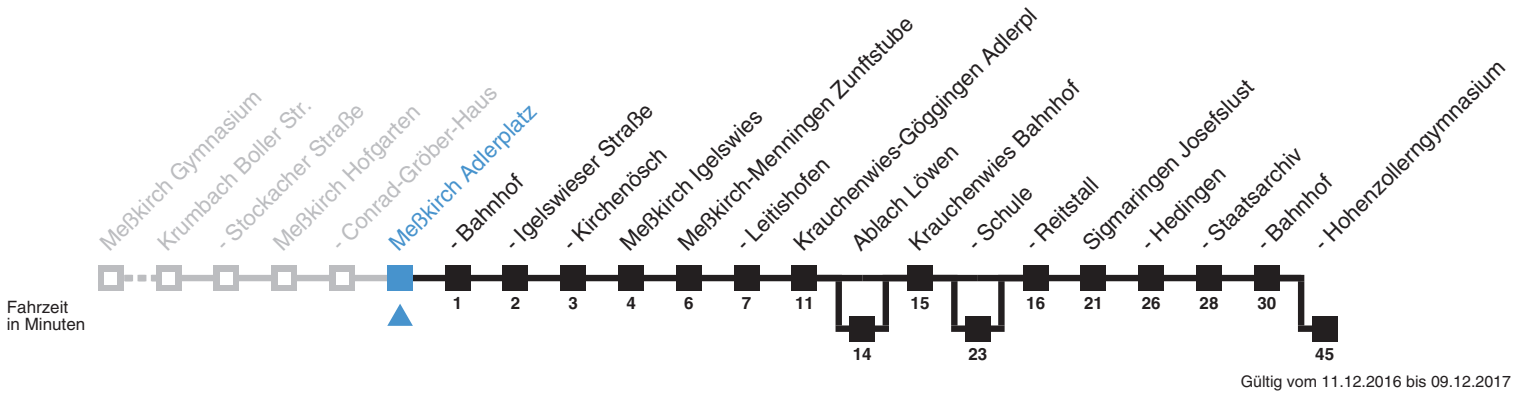 Meßkirch Gymnasium
Krumbach Boller Str.
- Stockacher Straße
Meßkirch Hofgarten
- Conrad-Gröber-Haus
Meßkirch Adlerplatz
- Bahnhof
- Igelswieser Straße
- Kirchenösch
Meßkirch Igelswies
Meßkirch-Menningen Zunftstube
- Leitishofen
Krauchenwies-Göggingen Adlerpl
Ablach Löwen
Krauchenwies Bahnhof
- Schule
- Reitstall
Sigmaringen Josefslust
- Hedingen
- Staatsarchiv
- Bahnhof
- Hohenzollerngymnasium
Fahrzeit
in Minuten
1 2 3 4 6 7 11 15 16 21 26 28 30
14 23 45
Gültig vom 11.12.2016 bis 09.12.2017